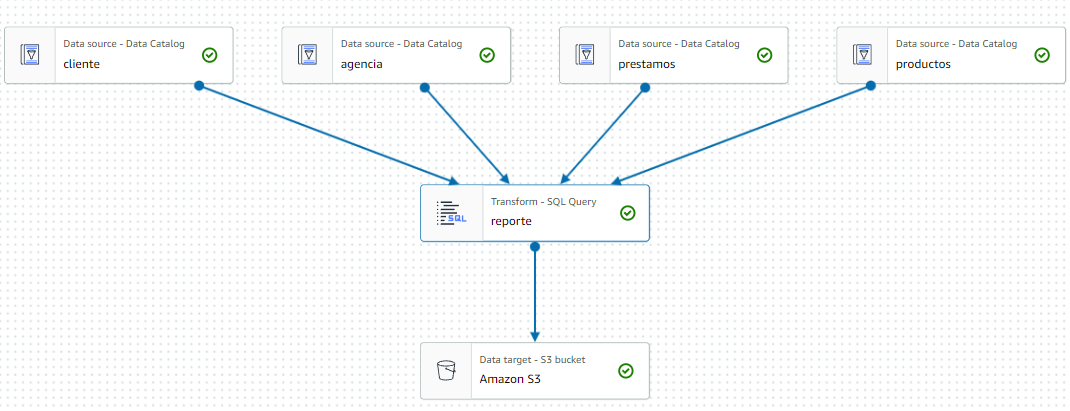 Data source - Data Catalog
cliente
Data source - Data Catalog
agencia
Data source - Data Catalog
prestamos
Data source - Data Catalog
productos
Transform - SQL Query
reporte
SQL
Data target - S3 bucket
Amazon S3